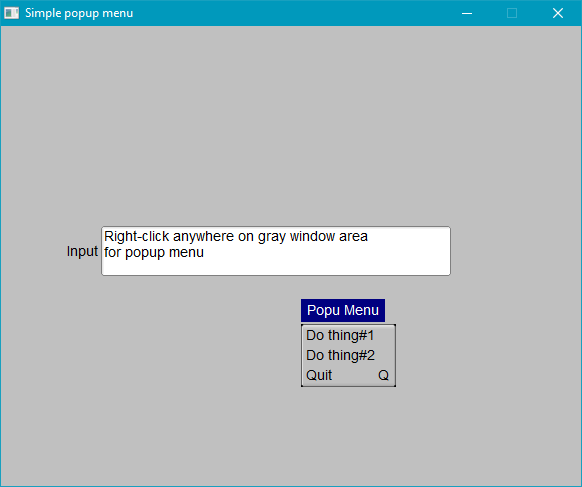 Simple popup menu
Right-click anywhere on gray window area
Input
for popup menu
Popu Menu
Do thing#1
Do thing#2
Quit Q